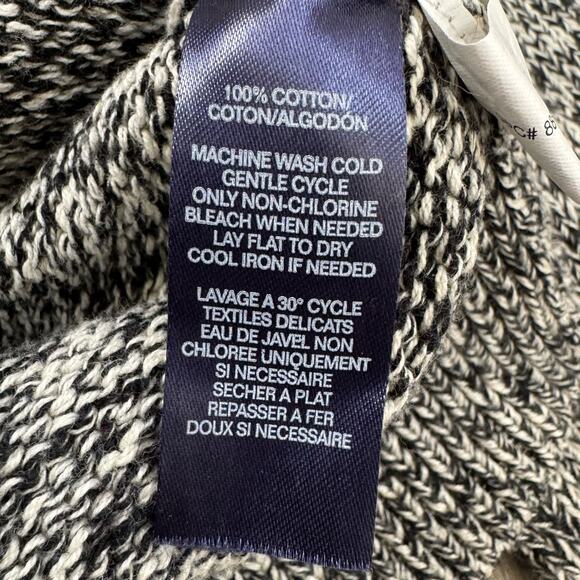 100% COTTON/
COTON/ALGODÓN
MACHINE WASH COLD
GENTLE CYCLE
ONLY NON-CHLORINE
BLEACH WHEN NEEDED
LAY FLAT TO DRY
COOL IRON IF NEEDED
LAVAGE A 30° CYCLE
TEXTILES DELICATS
EAU DE JAVEL NON
CHLOREE UNIQUEMENT
SI NECESSAIRE
SECHER A PLAT
REPASSER A FER
DOUX SI NECESSAIRE